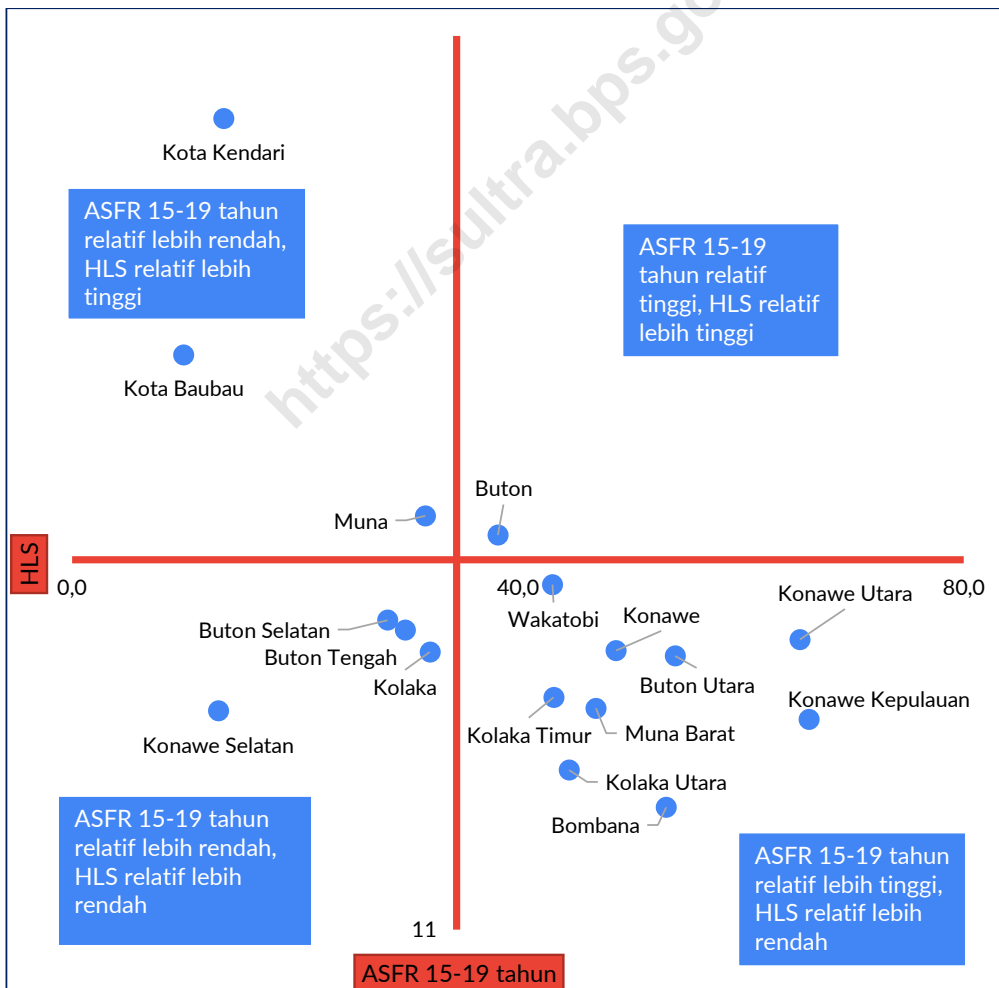 https://sultra.bps.go
Kota Kendari
ASFR 15-19 tahun
relatif lebih rendah,
HLS relatif lebih
tinggi
ASFR 15-19
tahun relatif
tinggi, HLS relatif
lebih tinggi
Kota Baubau
Buton
Muna
HLS
0,0
40,0
80,0
Wakatobi
Konawe
Konawe Utara
Buton Selatan
Buton Tengah
Kolaka
Buton Utara
Konawe Kepulauan
Konawe Selatan
Kolaka Timur
Muna Barat
Kolaka Utara
Bombana
ASFR 15-19 tahun
relatif lebih rendah,
HLS relatif lebih
rendah
ASFR 15-19 tahun
relatif lebih tinggi,
HLS relatif lebih
rendah
11
ASFR 15-19 tahun